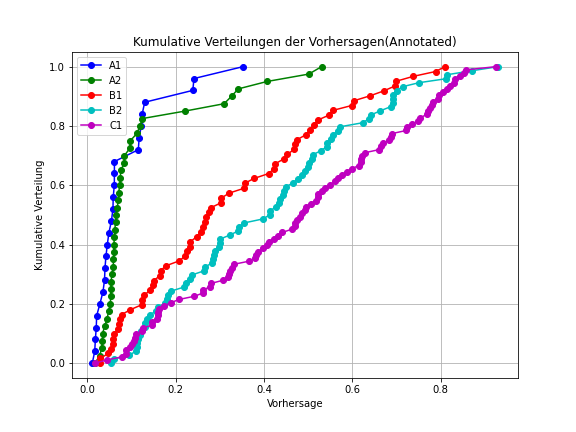 Kumulative Verteilungen der Vorhersagen(Annotated)
A1
A2
B1
B2
C1
1.0
0.8
0.6
0.4
0.2
0.0
Kumulative Verteilung
0.0 0.2 0.4 0.6 0.8
Vorhersage